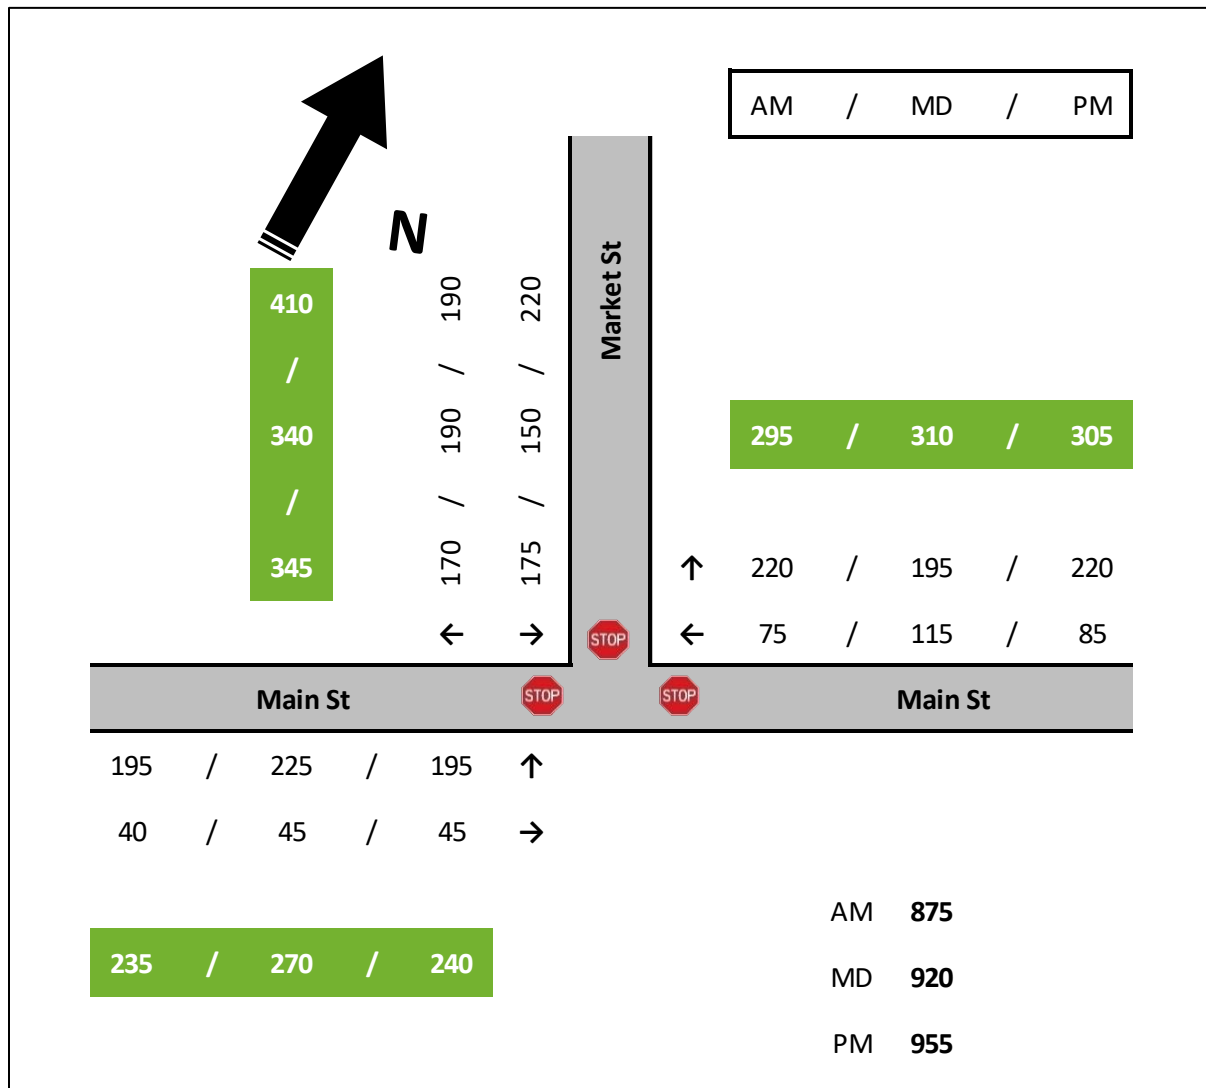 AM / MD / PM
N
Market St
410
/
340
/
345
170 / 190 / 190
175 / 150 / 220
295 / 310 / 305
↑ 220 / 195 / 220
← 75 / 115 / 85
← →
STOP
Main St
STOP
STOP
Main St
195 / 225 / 195 ↑
40 / 45 / 45 →
235 / 270 / 240
AM 875
MD 920
PM 955